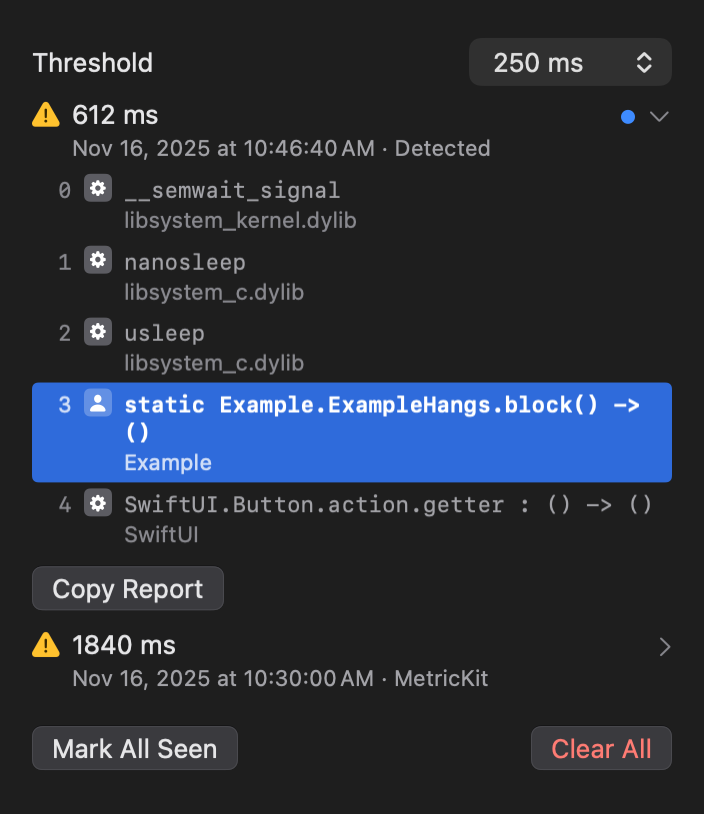 Threshold
250 ms
612 ms
Nov 16, 2025 at 10:46:40 AM · Detected
0 __semwait_signal
libsystem_kernel.dylib
1 nanosleep
libsystem_c.dylib
2 usleep
libsystem_c.dylib
3 static Example.ExampleHangs.block() ->
()
Example
4 SwiftUI.Button.action.getter : () -> ()
SwiftUI
Copy Report
1840 ms
Nov 16, 2025 at 10:30:00 AM · MetricKit
Mark All Seen
Clear All